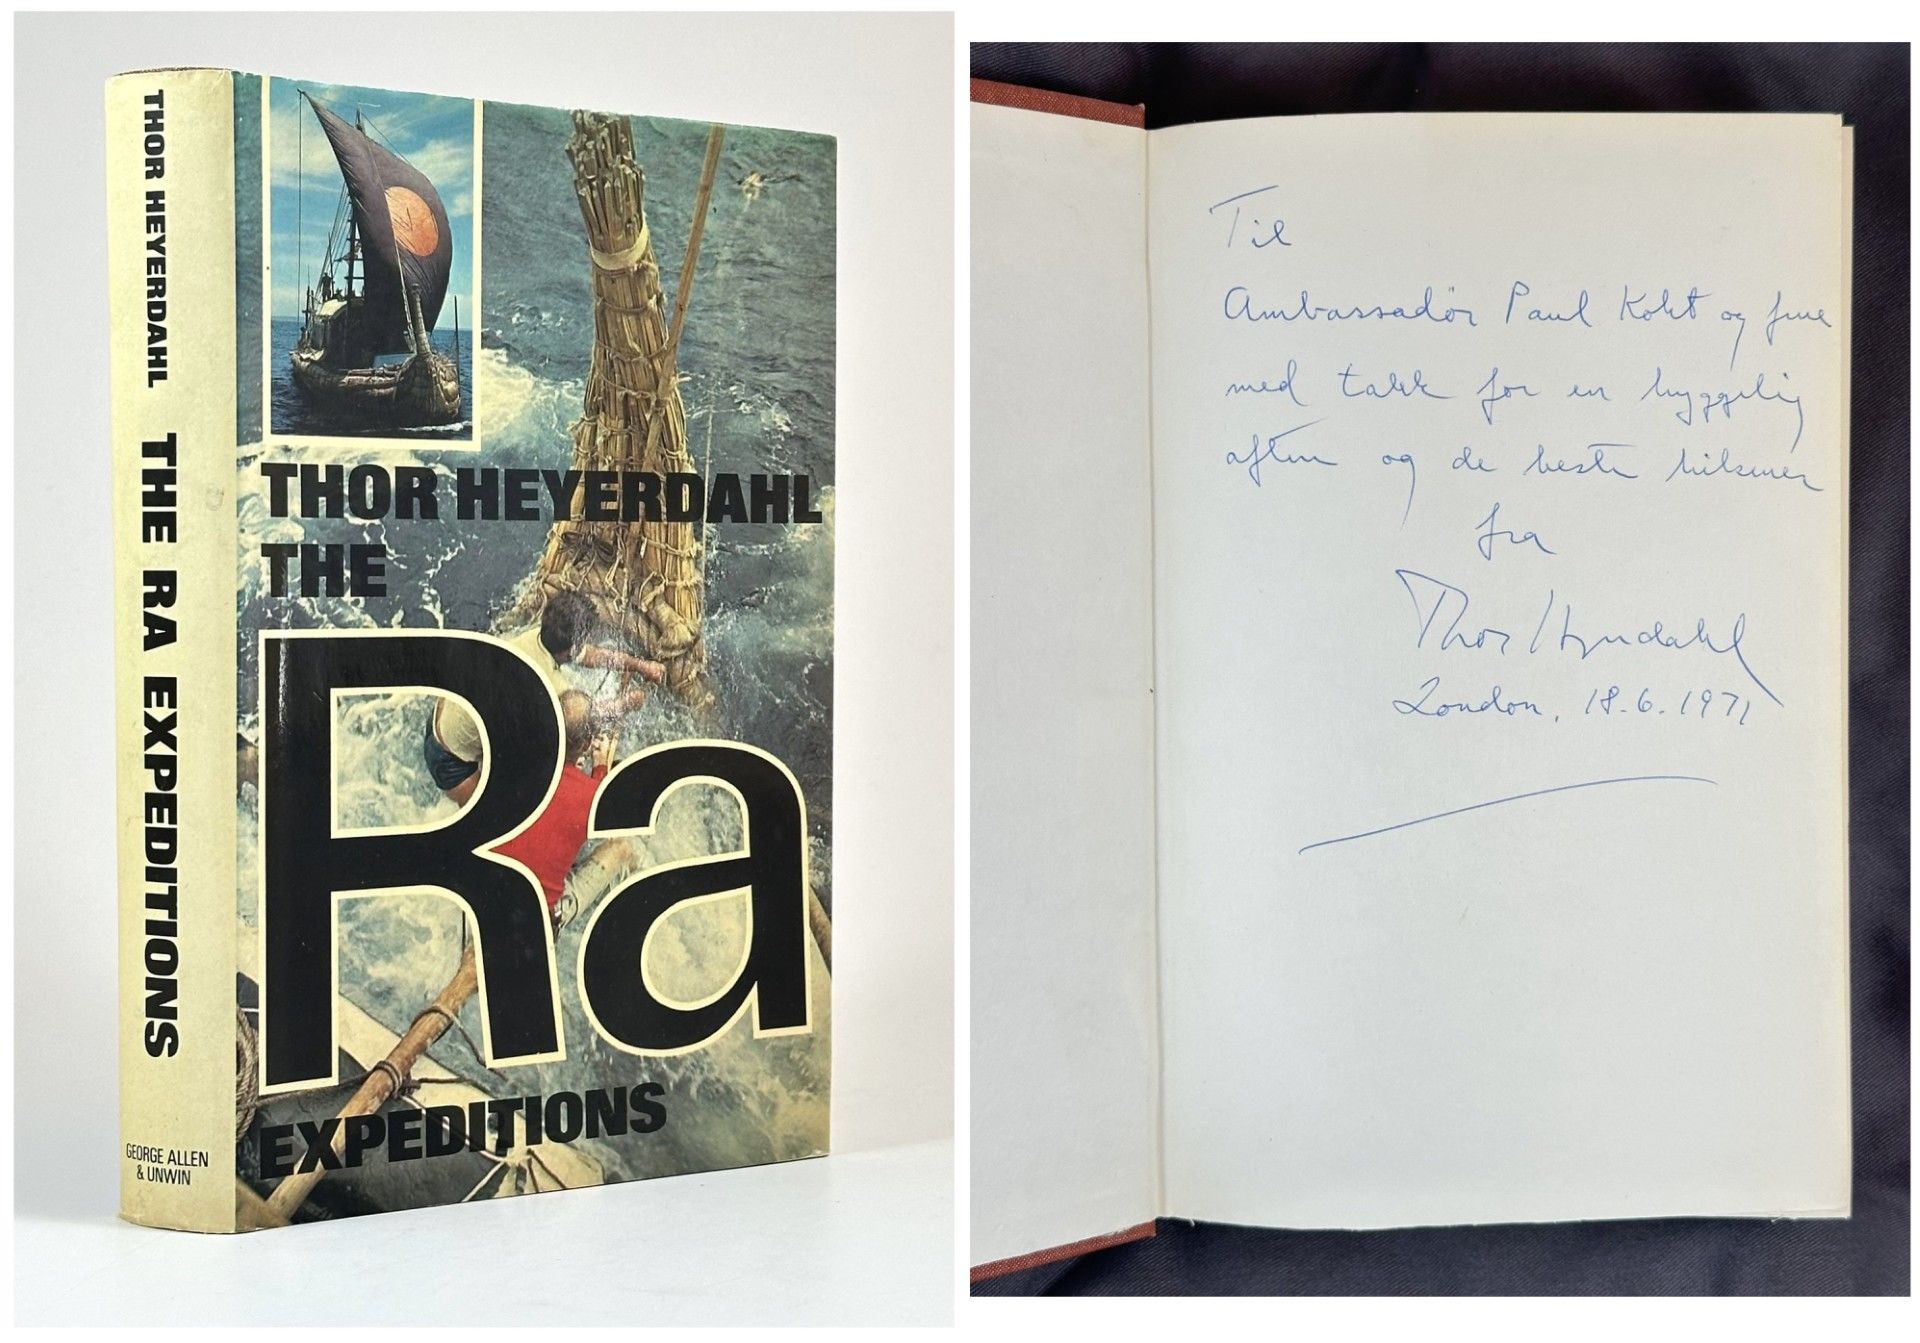 THOR HEYERDAHL THE RA EXPEDITIONS
GEORGE ALLEN
& UNWIN
THOR HEYERDAHL
THE
Ra
EXPEDITIONS
Til
Ambassadør Paul Koht og frue
med takk for en hyggelig
aften og de beste hilsener
fra
Thor Heyerdahl
London, 18.6.1971